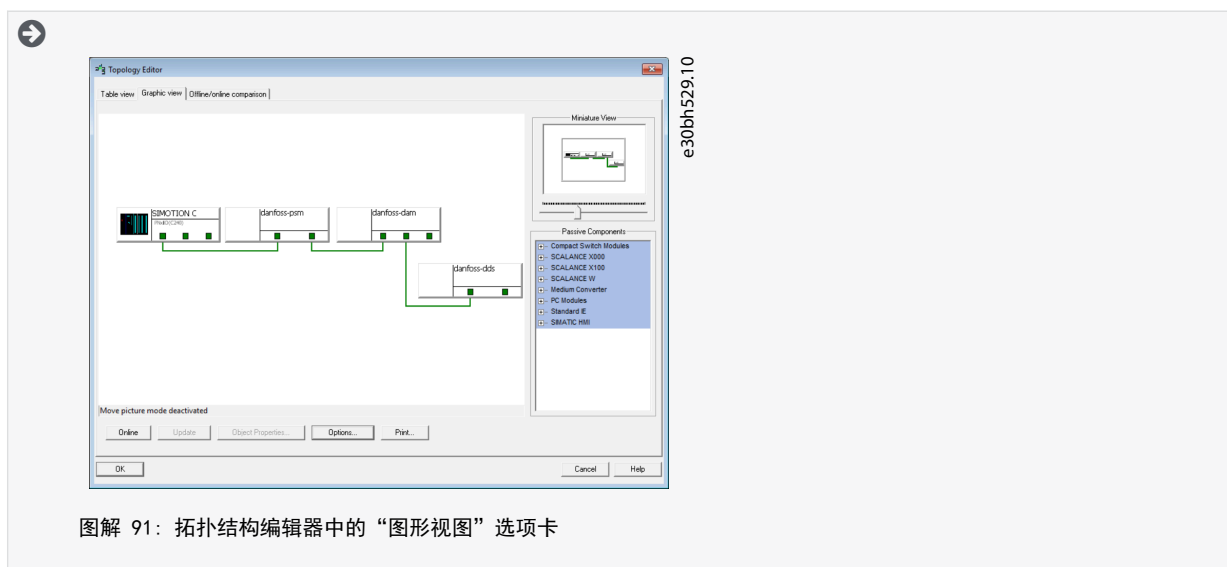 Topology Editor
Table view Graphic view Offline/online comparison
Miniature View
SIMOTION C
PNxIO(C240)
danfoss-psm
danfoss-dam
danfoss-dds
Passive Components
Compact Switch Modules
SCALANCE X000
SCALANCE X100
SCALANCE W
Medium Converter
PC Modules
Standard IE
SIMATIC HMI
Move picture mode deactivated
Online Update Object Properties... Options... Print...
OK Cancel Help
e30bh529.10
图解 91: 拓扑结构编辑器中的“图形视图”选项卡